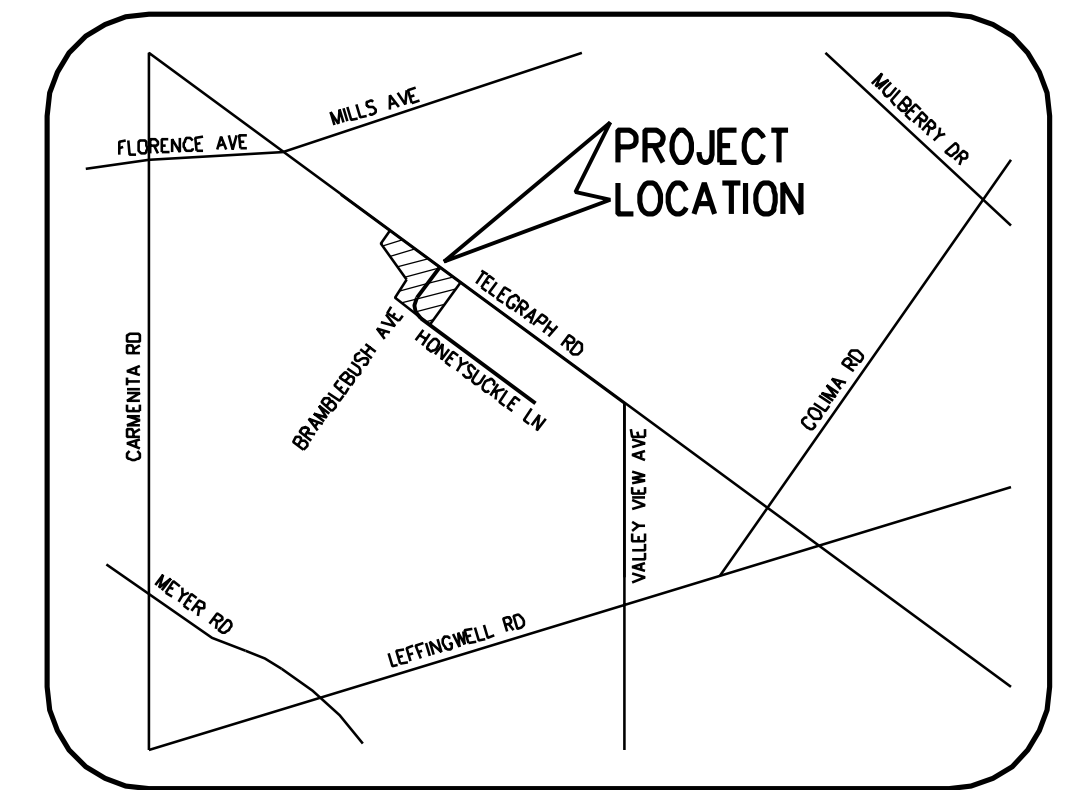 MULBERRY DR
MILLS AVE
FLORENCE AVE
PROJECT
LOCATION
TELEGRAPH RD
BRAMBLEBUSH AVE
HONEYSUCKLE LN
CARMENITA RD
COLIMA RD
VALLEY VIEW AVE
MEYER RD
LEFFINGWELL RD